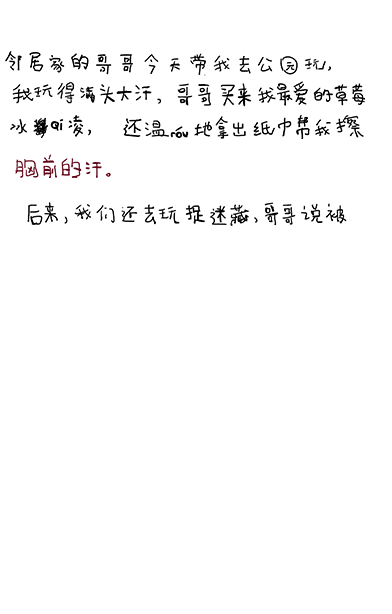 邻居家的哥哥今天带我去公园玩,
我玩得满头大汗,哥哥买来我最爱的草莓
冰qi凌,还温róu地拿出纸巾帮我擦
胸前的汗。
后来,我们还去玩捉迷藏,哥哥说被